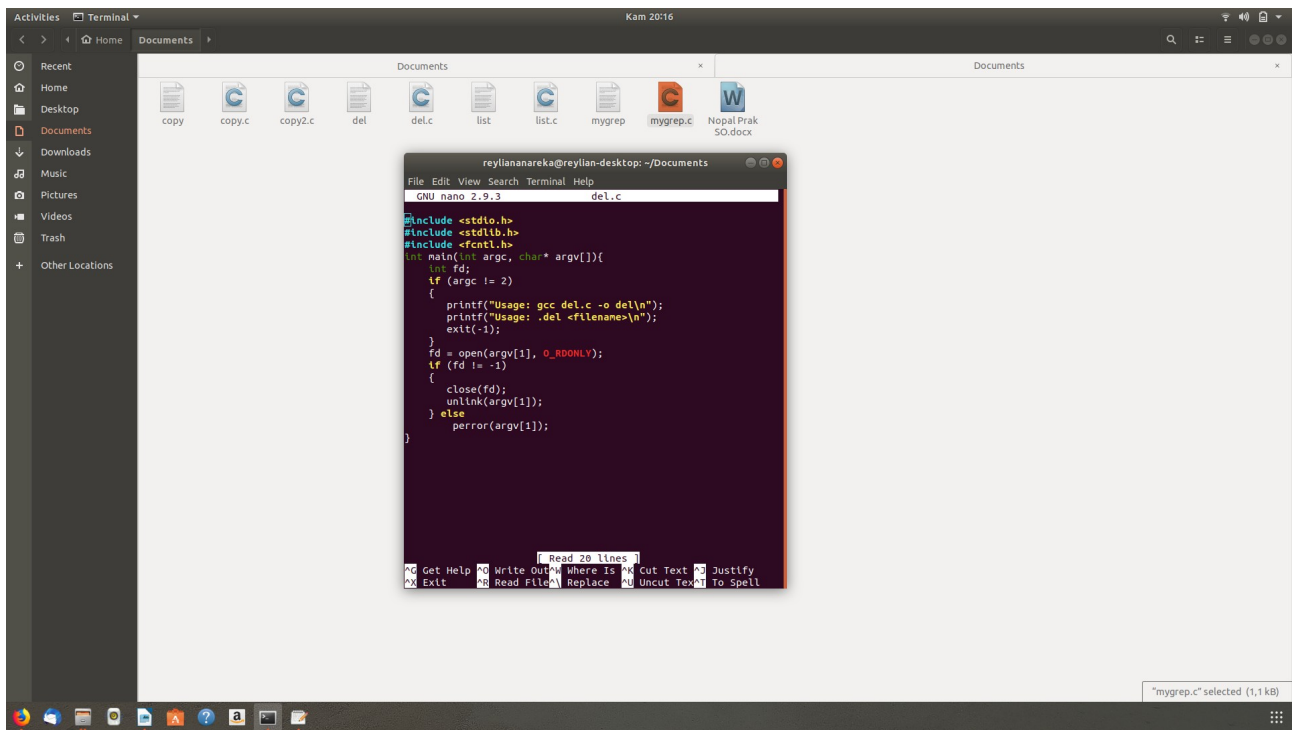 Activities Terminal Kam 20:16
Home Documents
Recent
Home
Desktop
Documents
Downloads
Music
Pictures
Videos
Trash
+ Other Locations
Documents × Documents ×
copy copy.c copy2.c del del.c list list.c mygrep mygrep.c Nopal Prak
SO.docx
reyliananareka@reylian-desktop: ~/Documents
File Edit View Search Terminal Help
GNU nano 2.9.3 del.c
#include <stdio.h>
#include <stdlib.h>
#include <fcntl.h>
int main(int argc, char* argv[]){
int fd;
if (argc != 2)
{
printf("Usage: gcc del.c -o del\n");
printf("Usage: .del <filename>\n");
exit(-1);
}
fd = open(argv[1], O_RDONLY);
if (fd != -1)
{
close(fd);
unlink(argv[1]);
} else
perror(argv[1]);
}
[ Read 20 lines ]
^G Get Help ^O Write Out ^W Where Is ^K Cut Text ^J Justify
^X Exit ^R Read File ^\ Replace ^U Uncut Tex ^T To Spell
"mygrep.c" selected (1,1 kB)